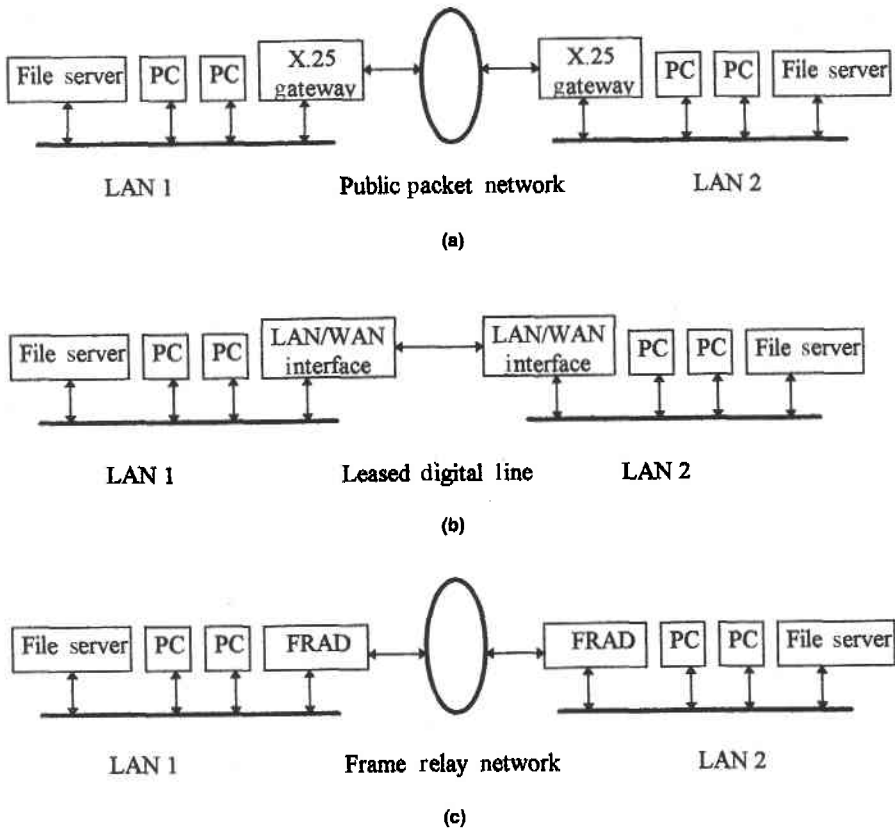 File server PC PC X.25 gateway X.25 gateway PC PC File server
LAN 1 Public packet network LAN 2
(a)
File server PC PC LAN/WAN interface LAN/WAN interface PC PC File server
LAN 1 Leased digital line LAN 2
(b)
File server PC PC FRAD FRAD PC PC File server
LAN 1 Frame relay network LAN 2
(c)